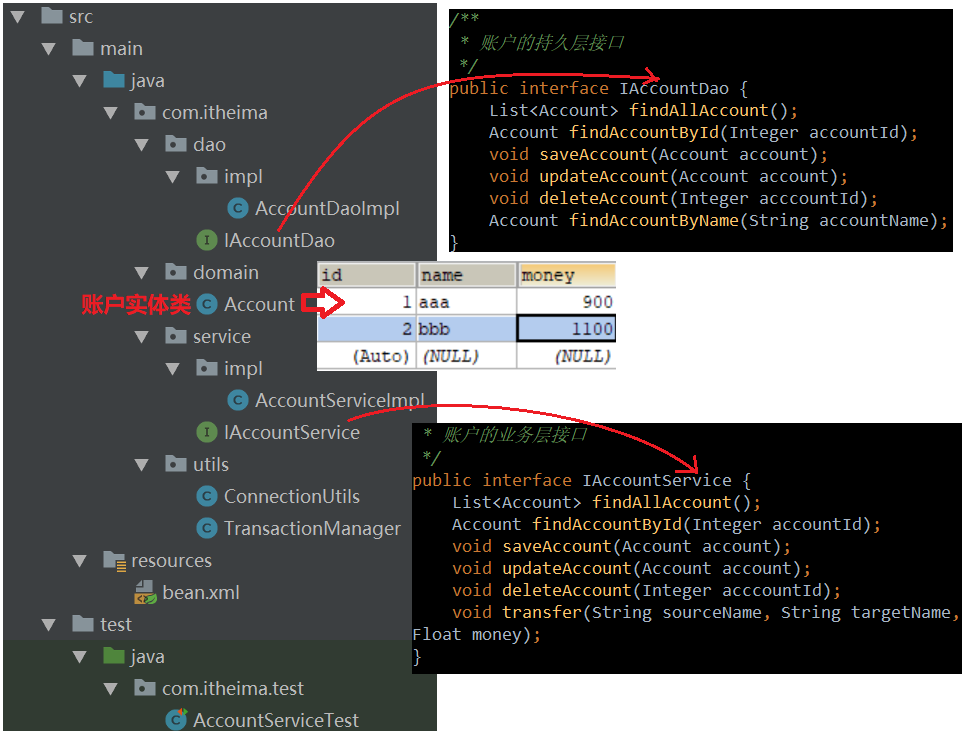 src
main
java
com.itheima
dao
impl
AccountDaoImpl
IAccountDao
domain
账户实体类 Account
service
impl
AccountServiceImpl
IAccountService
utils
ConnectionUtils
TransactionManager
resources
bean.xml
test
java
com.itheima.test
AccountServiceTest
/**
* 账户的持久层接口
*/
public interface IAccountDao {
List<Account> findAllAccount();
Account findAccountById(Integer accountId);
void saveAccount(Account account);
void updateAccount(Account account);
void deleteAccount(Integer acccountId);
Account findAccountByName(String accountName);
}
id name money
1 aaa 900
2 bbb 1100
(Auto) (NULL) (NULL)
* 账户的业务层接口
*/
public interface IAccountService {
List<Account> findAllAccount();
Account findAccountById(Integer accountId);
void saveAccount(Account account);
void updateAccount(Account account);
void deleteAccount(Integer acccountId);
void transfer(String sourceName, String targetName,
Float money);
}